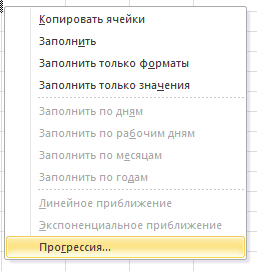 Копировать ячейки
Заполнить
Заполнить только форматы
Заполнить только значения
Заполнить по дням
Заполнить по рабочим дням
Заполнить по месяцам
Заполнить по годам
Линейное приближение
Экспоненциальное приближение
Прогрессия...